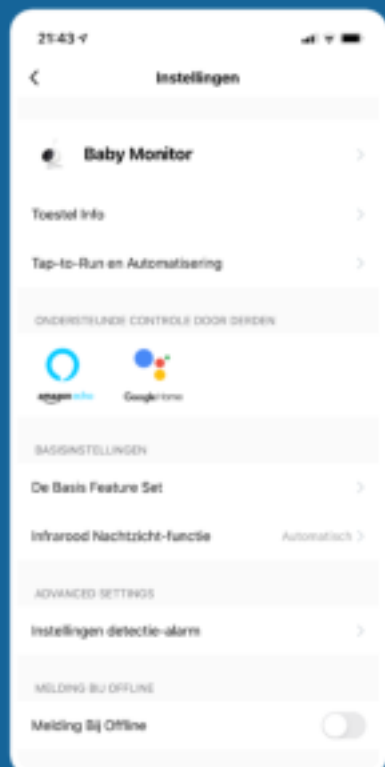 21:43
Instellingen
Baby Monitor
Toestel Info
Tap-to-Run en Automatisering
ONDERSTEUNDE CONTROLE DOOR DERDEN
amazon echo
Google Home
BASISINSTELLINGEN
De Basis Feature Set
Infrarood Nachtzicht-functie Automatisch
ADVANCED SETTINGS
Instellingen detectie-alarm
MELDING BIJ OFFLINE
Melding Bij Offline